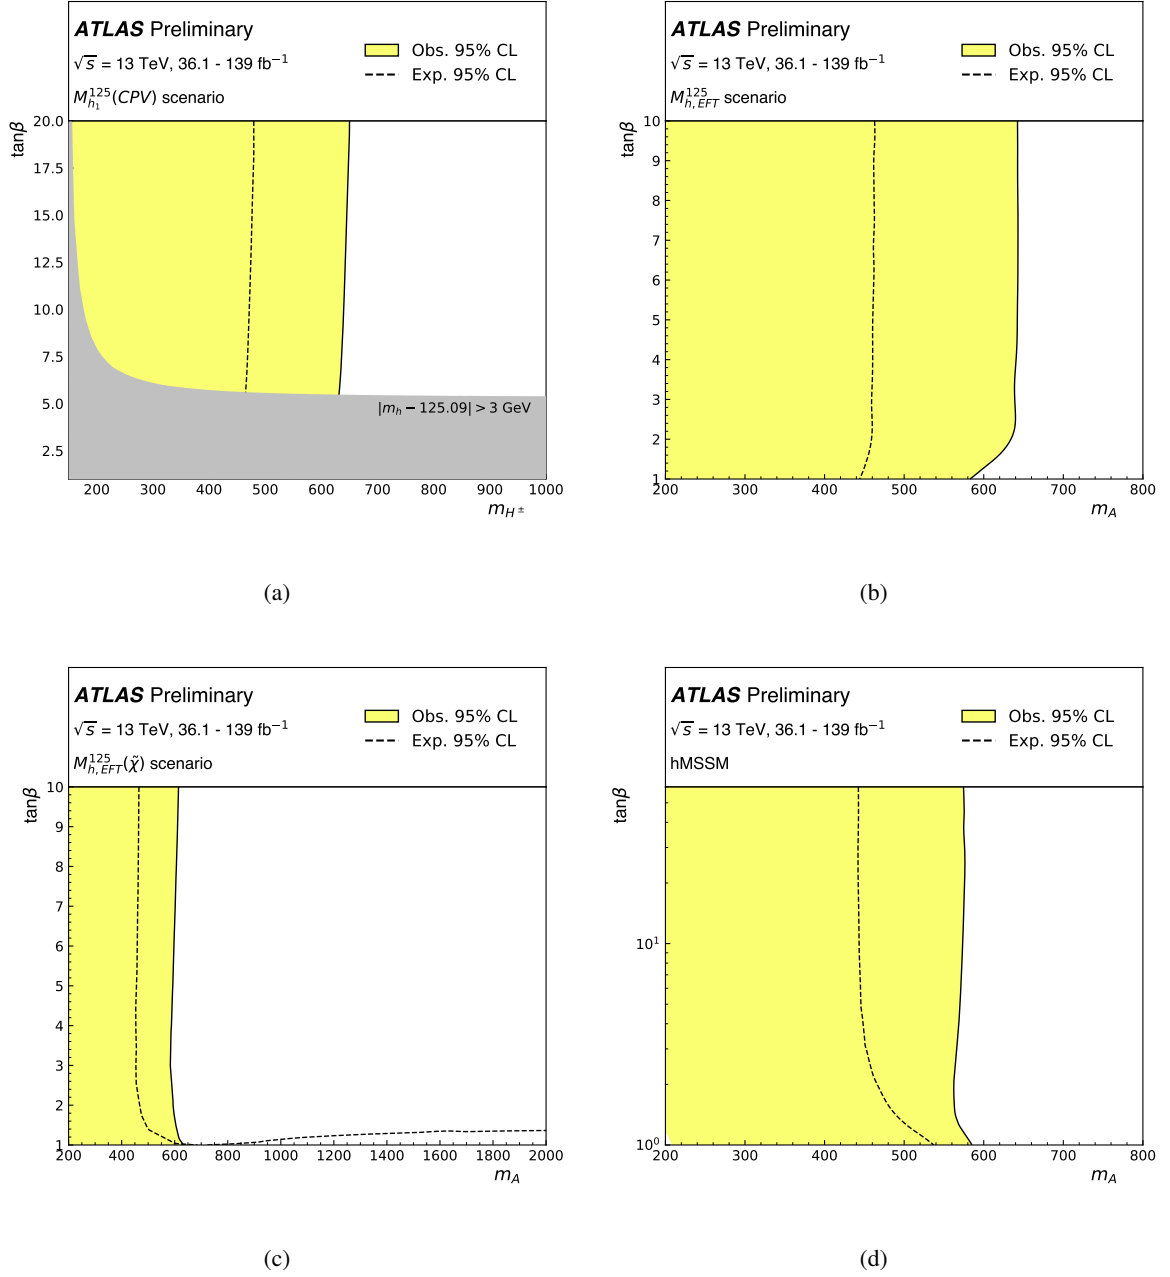 ATLAS Preliminary
√s = 13 TeV, 36.1 - 139 fb⁻¹
M_{h₁}^{125}(CPV) scenario
Obs. 95% CL
Exp. 95% CL
tanβ
20.0
17.5
15.0
12.5
10.0
7.5
5.0
2.5
|m_h − 125.09| > 3 GeV
200 300 400 500 600 700 800 900 1000
m_{H±}
(a)
ATLAS Preliminary
√s = 13 TeV, 36.1 - 139 fb⁻¹
M_{h,EFT}^{125} scenario
Obs. 95% CL
Exp. 95% CL
tanβ
10
9
8
7
6
5
4
3
2
1
200 300 400 500 600 700 800
m_A
(b)
ATLAS Preliminary
√s = 13 TeV, 36.1 - 139 fb⁻¹
M_{h,EFT}^{125}(χ̃) scenario
Obs. 95% CL
Exp. 95% CL
tanβ
10
9
8
7
6
5
4
3
2
1
200 400 600 800 1000 1200 1400 1600 1800 2000
m_A
(c)
ATLAS Preliminary
√s = 13 TeV, 36.1 - 139 fb⁻¹
hMSSM
Obs. 95% CL
Exp. 95% CL
tanβ
10¹
10⁰
200 300 400 500 600 700 800
m_A
(d)